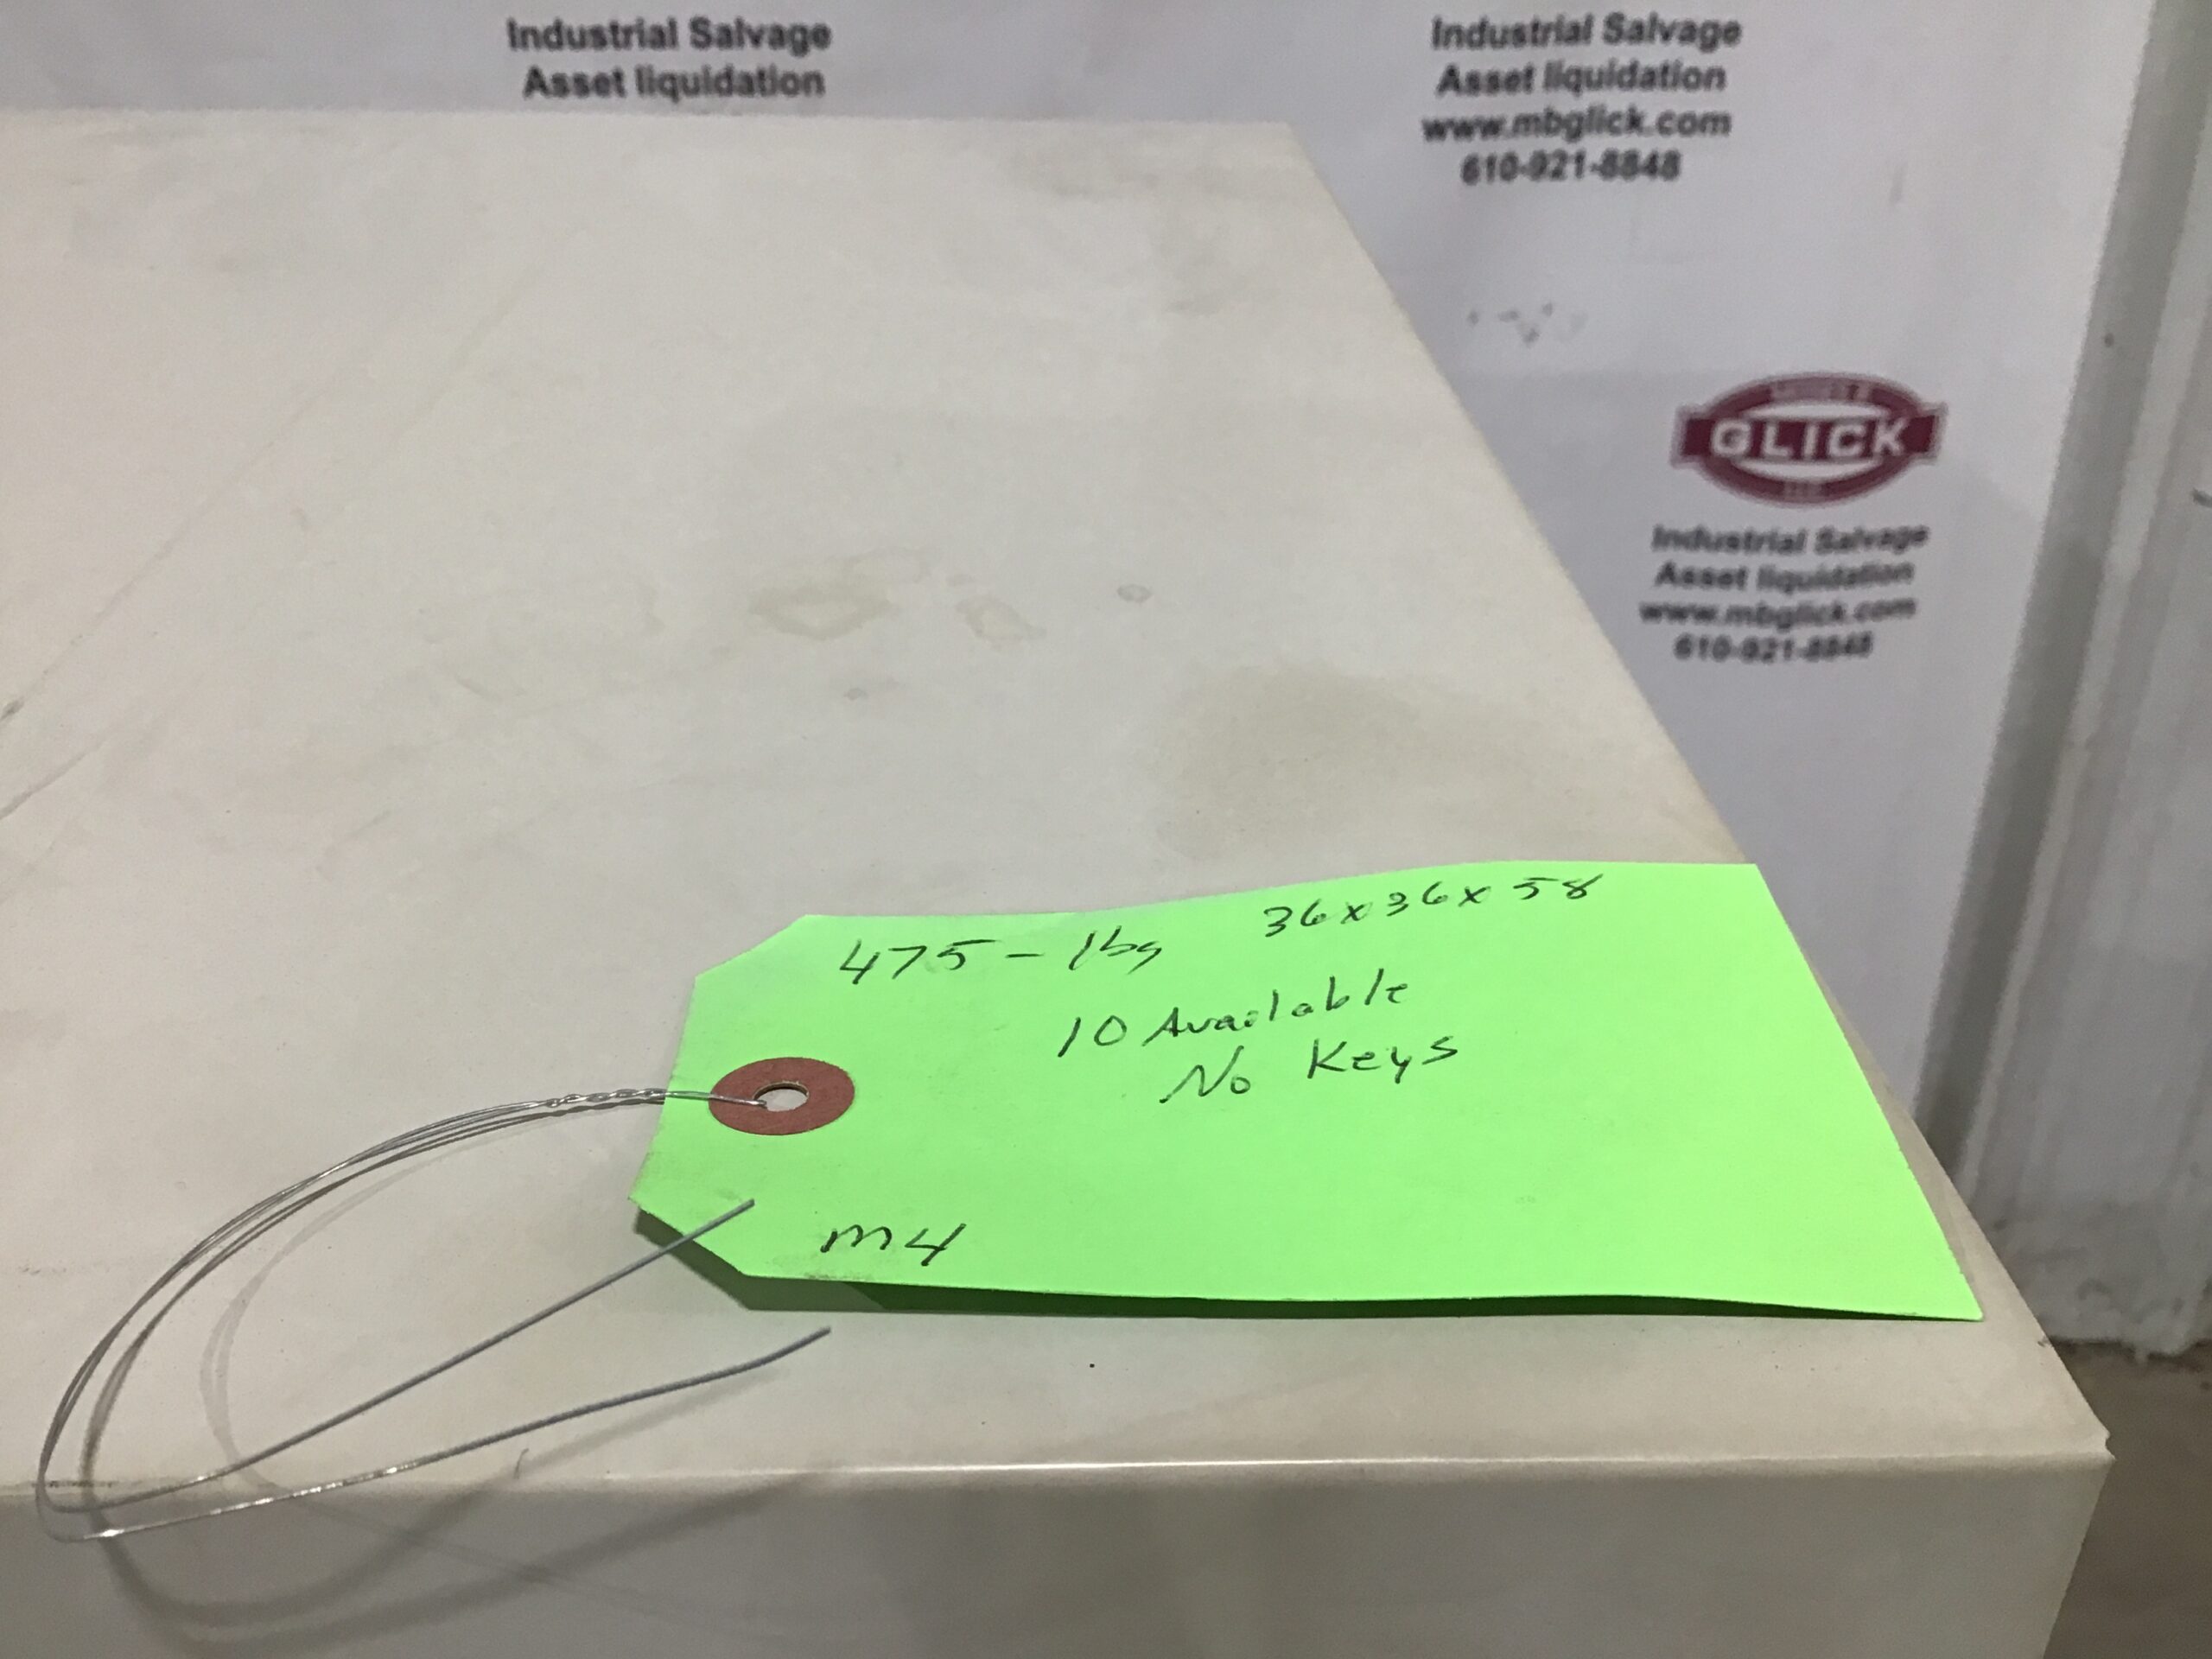 Industrial Salvage
Asset liquidation
Industrial Salvage
Asset liquidation
www.mbglick.com
610-921-8848
GLICK
Industrial Salvage
Asset liquidation
www.mbglick.com
610-921-8848
475-lbs 36x36x58
10 Available
No Keys
M4